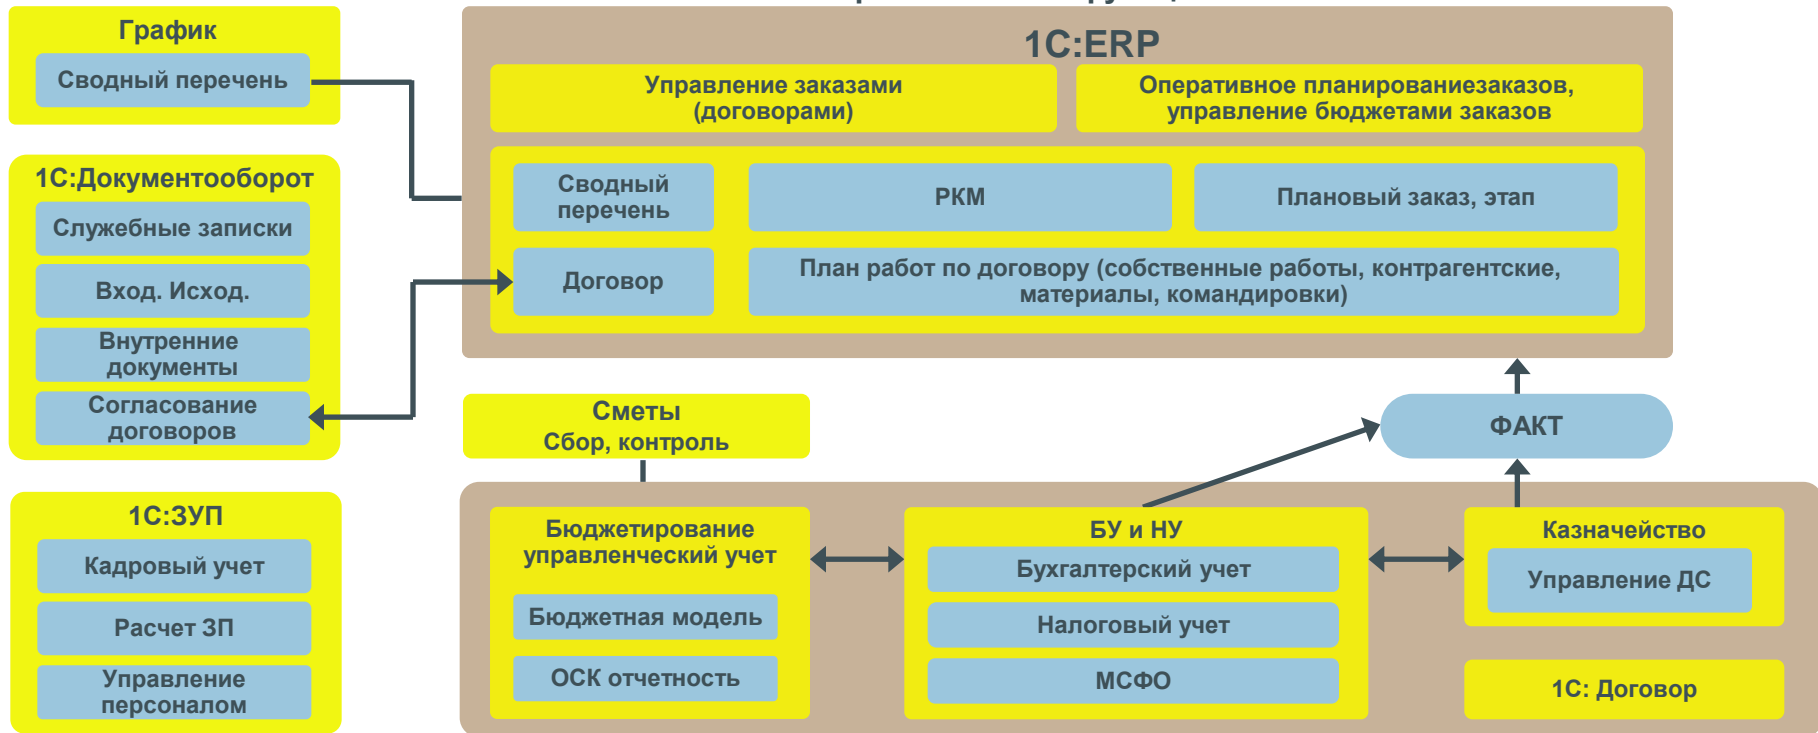 График
Сводный перечень
1С:Документооборот
Служебные записки
Вход. Исход.
Внутренние
документы
Согласование
договоров
1С:ЗУП
Кадровый учет
Расчет ЗП
Управление
персоналом
1С:ERP
Управление заказами
(договорами)
Оперативное планированиезаказов,
управление бюджетами заказов
Сводный
перечень
РКМ
Плановый заказ, этап
Договор
План работ по договору (собственные работы, контрагентские,
материалы, командировки)
Сметы
Сбор, контроль
ФАКТ
Бюджетирование
управленческий учет
Бюджетная модель
ОСК отчетность
БУ и НУ
Бухгалтерский учет
Налоговый учет
МСФО
Казначейство
Управление ДС
1С: Договор